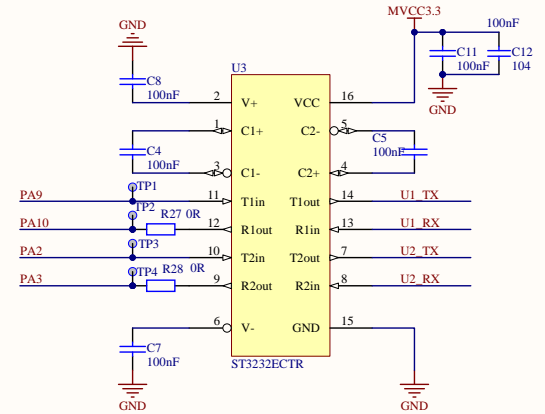 MVCC3.3
GND
100nF
U3
C11
100nF
C12
104
C8
100nF
2
V+
VCC
16
GND
1
C1+
C2-
5
C5
100nF
C4
100nF
3
C1-
C2+
4
TP1
PA9
11
T1in
T1out
14
U1_TX
TP2
R27 0R
PA10
12
R1out
R1in
13
U1_RX
TP3
PA2
10
T2in
T2out
7
U2_TX
TP4
R28 0R
PA3
9
R2out
R2in
8
U2_RX
6
V-
GND
15
C7
100nF
ST3232ECTR
GND
GND